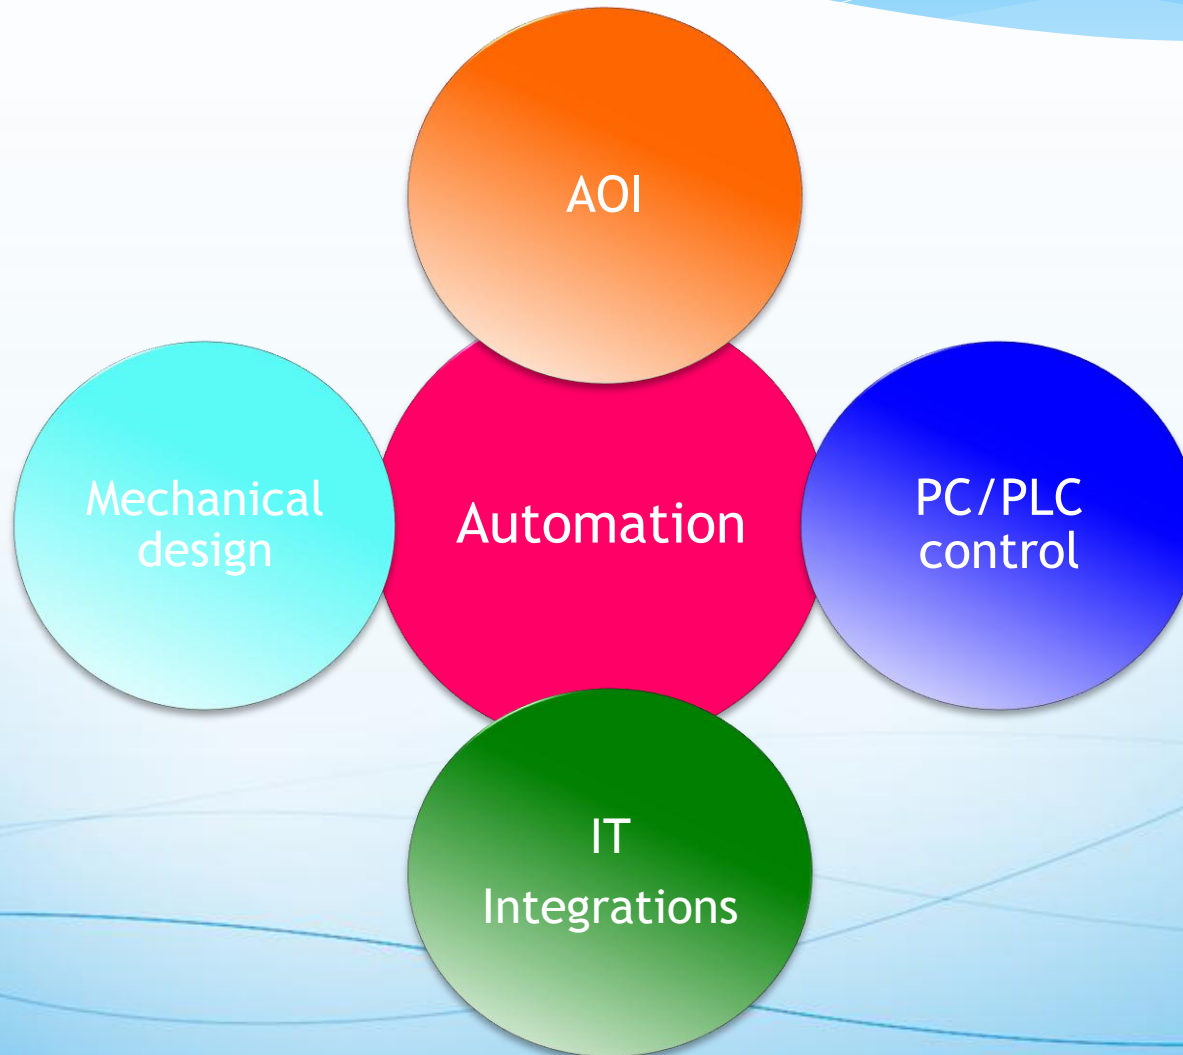 AOI
Mechanical
design
Automation
PC/PLC
control
IT
Integrations